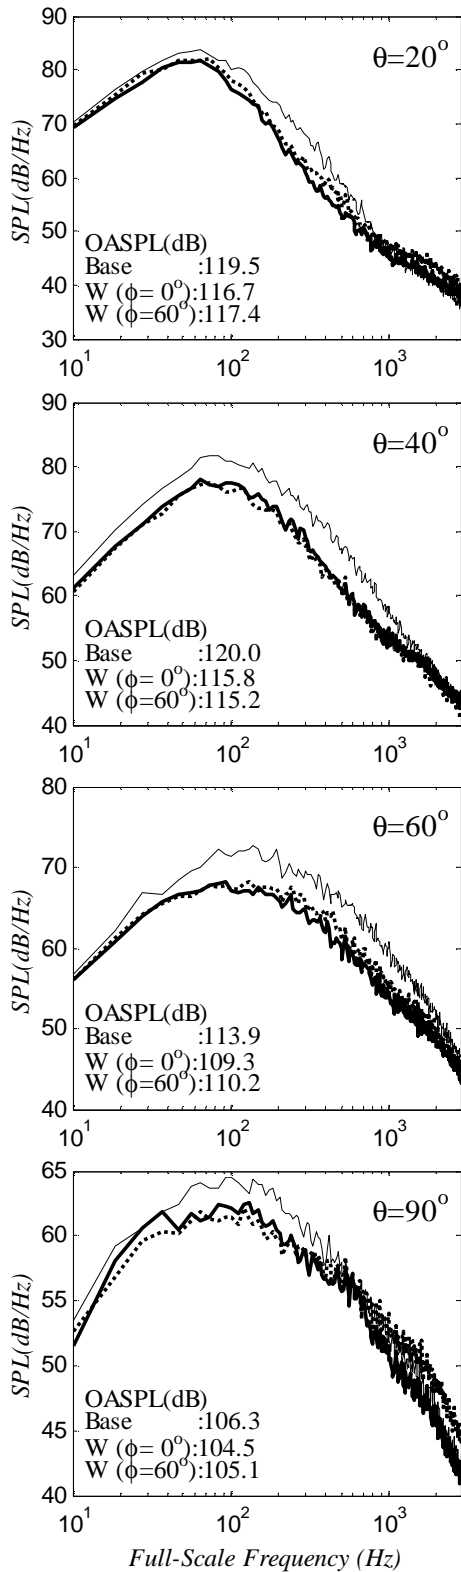 SPL(dB/Hz)
90
80
70
60
50
40
30
θ=20°
OASPL(dB)
Base :119.5
W (ϕ= 0°):116.7
W (ϕ=60°):117.4
10¹ 10² 10³
SPL(dB/Hz)
90
80
70
60
50
40
θ=40°
OASPL(dB)
Base :120.0
W (ϕ= 0°):115.8
W (ϕ=60°):115.2
10¹ 10² 10³
SPL(dB/Hz)
80
70
60
50
40
θ=60°
OASPL(dB)
Base :113.9
W (ϕ= 0°):109.3
W (ϕ=60°):110.2
10¹ 10² 10³
SPL(dB/Hz)
65
60
55
50
45
40
θ=90°
OASPL(dB)
Base :106.3
W (ϕ= 0°):104.5
W (ϕ=60°):105.1
10¹ 10² 10³
Full-Scale Frequency (Hz)